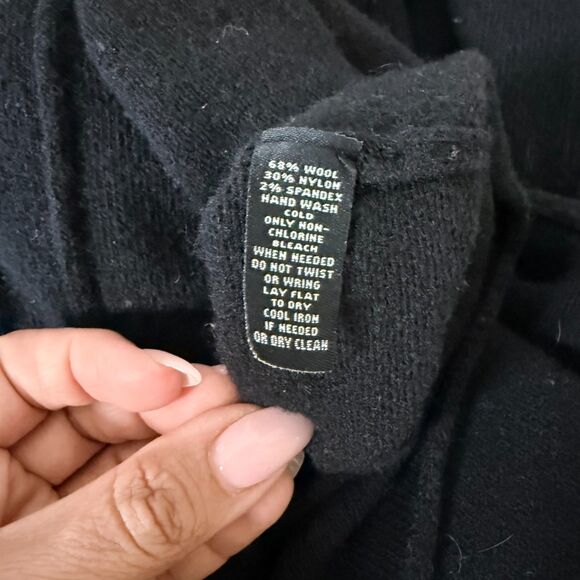 68% WOOL
30% NYLON
2% SPANDEX
HAND WASH
COLD
ONLY NON-
CHLORINE
BLEACH
WHEN NEEDED
DO NOT TWIST
OR WRING
LAY FLAT
TO DRY
COOL IRON
IF NEEDED
OR DRY CLEAN